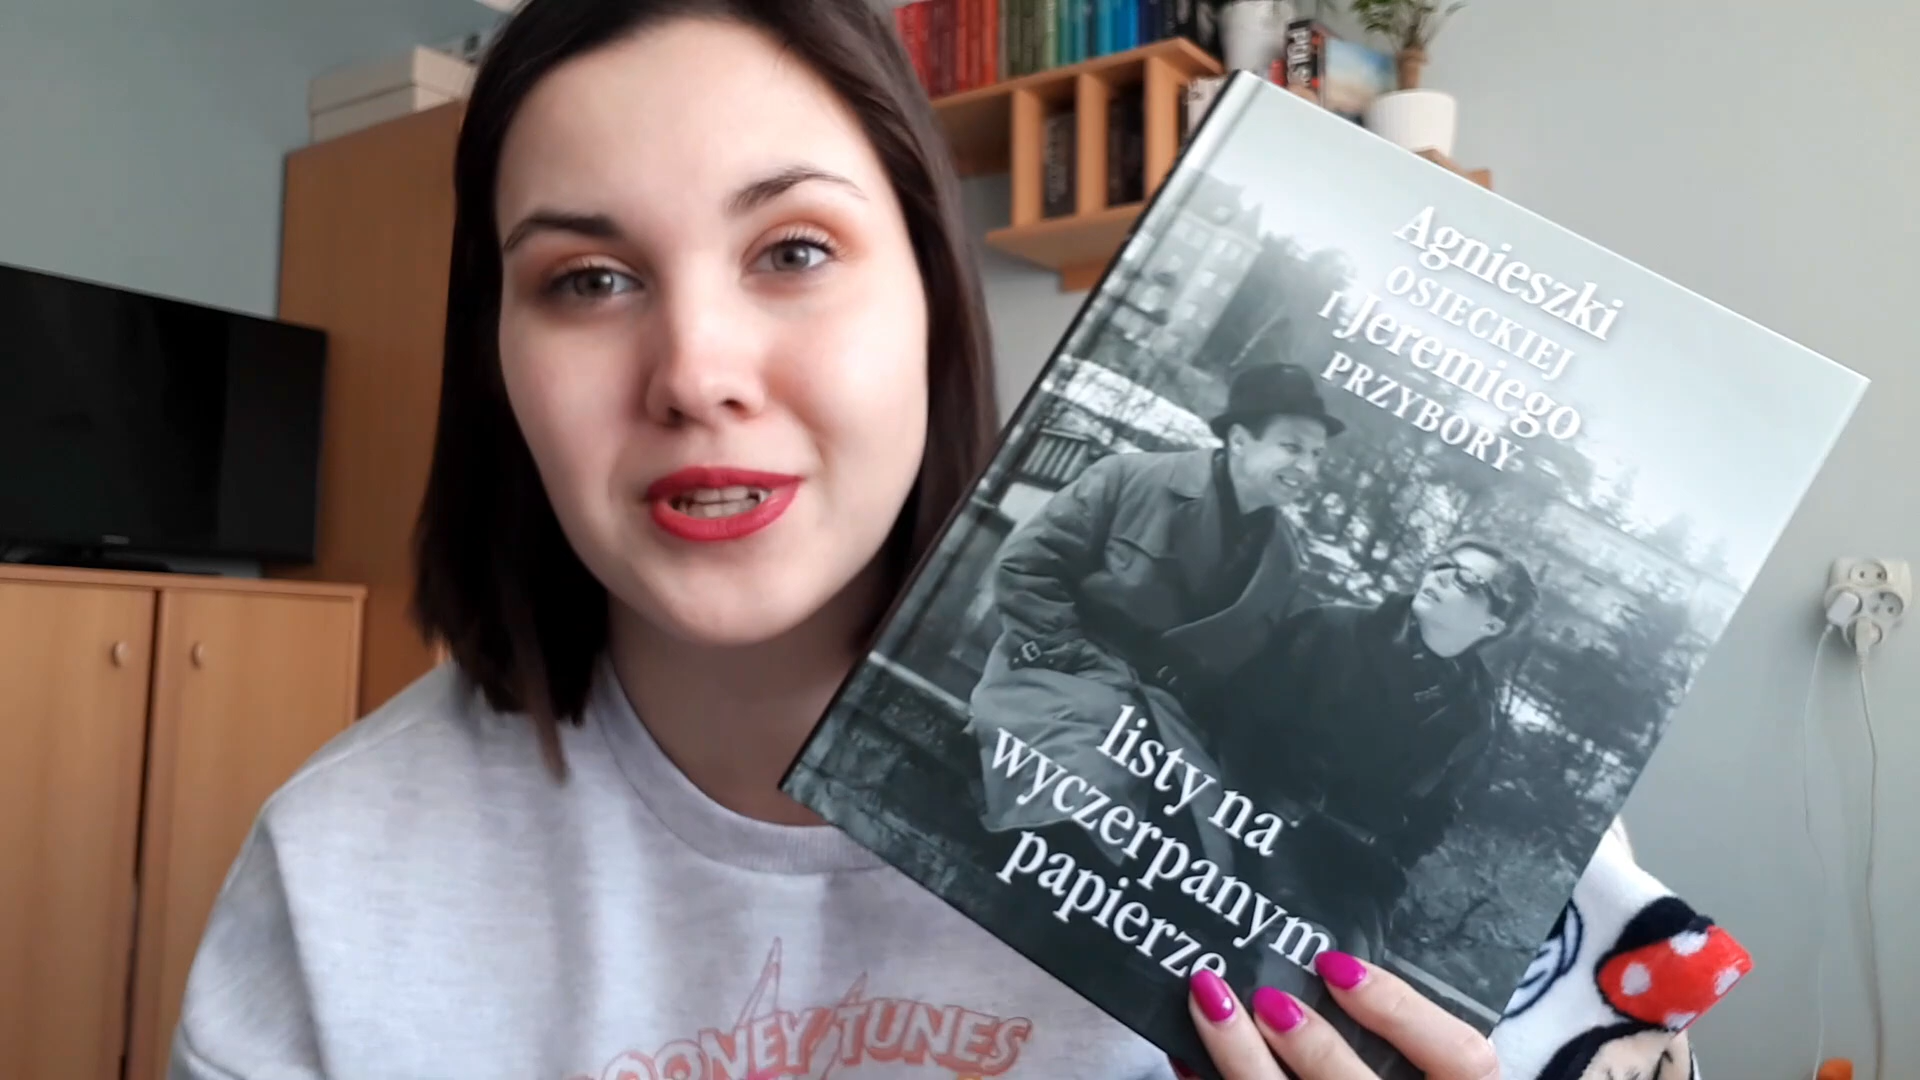 Agnieszki
OSIECKIEJ
I Jeremiego
PRZYBORY
listy na
wyczerpanym
papierze
LOONEY TUNES